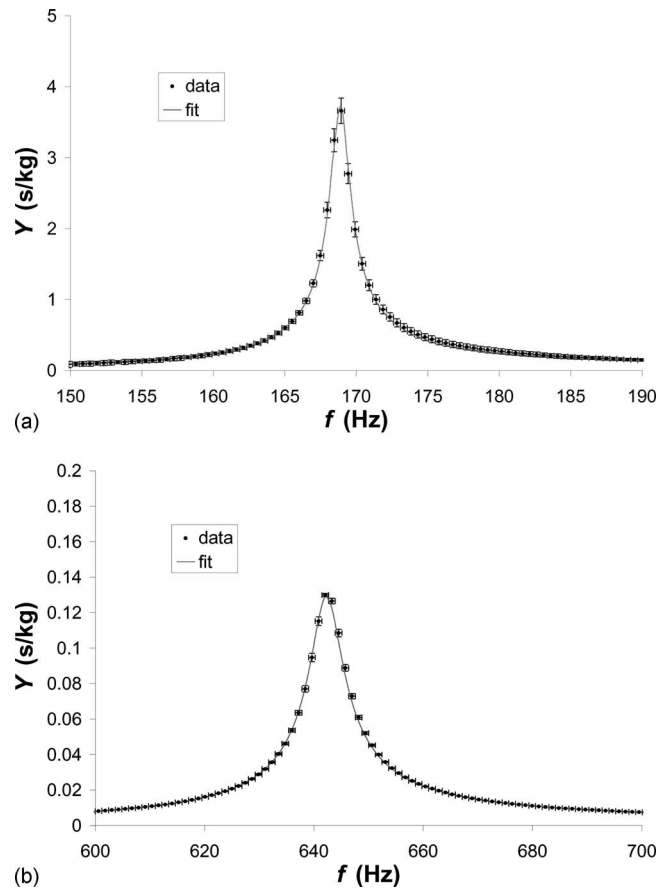 5
4
3
2
1
0
Y (s/kg)
data
fit
150 155 160 165 170 175 180 185 190
(a) f (Hz)
0.2
0.18
0.16
0.14
0.12
0.1
0.08
0.06
0.04
0.02
0
Y (s/kg)
data
fit
600 620 640 660 680 700
(b) f (Hz)